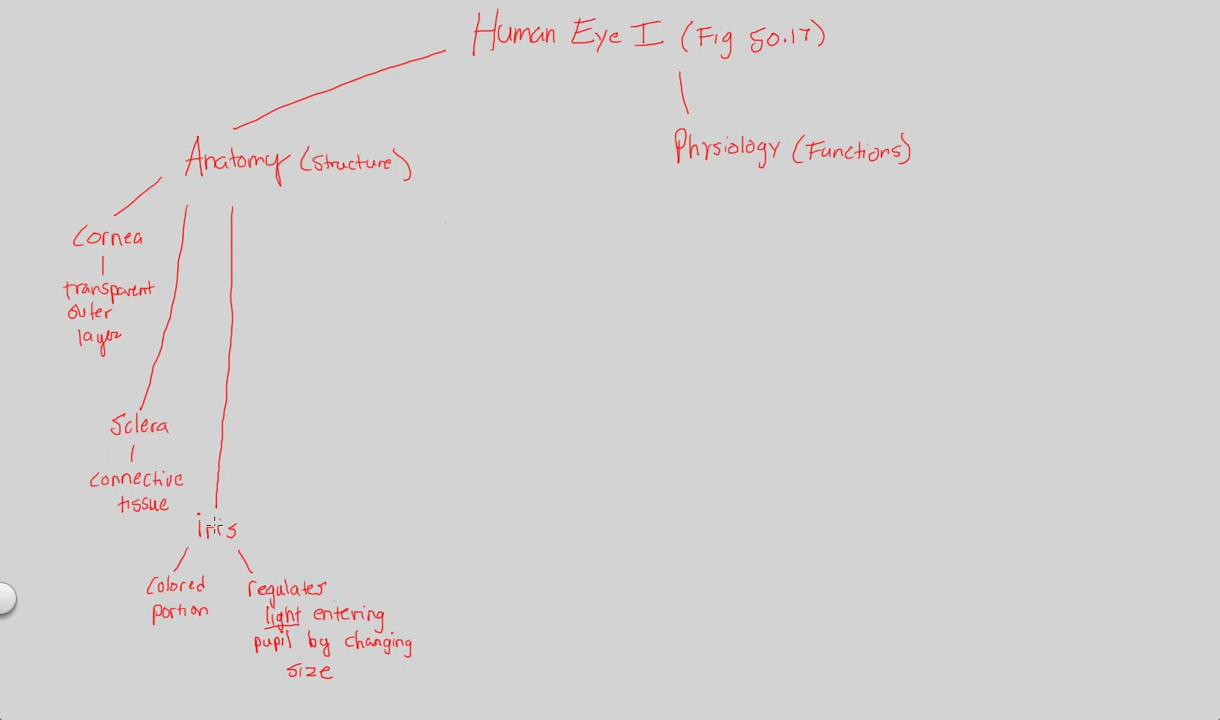 Human Eye I (Fig 50.17)
Anatomy (Structure)
Physiology (Functions)
Cornea
transparent
outer
layer
Sclera
connective
tissue
iris
colored
portion
regulates
light entering
pupil by changing
size